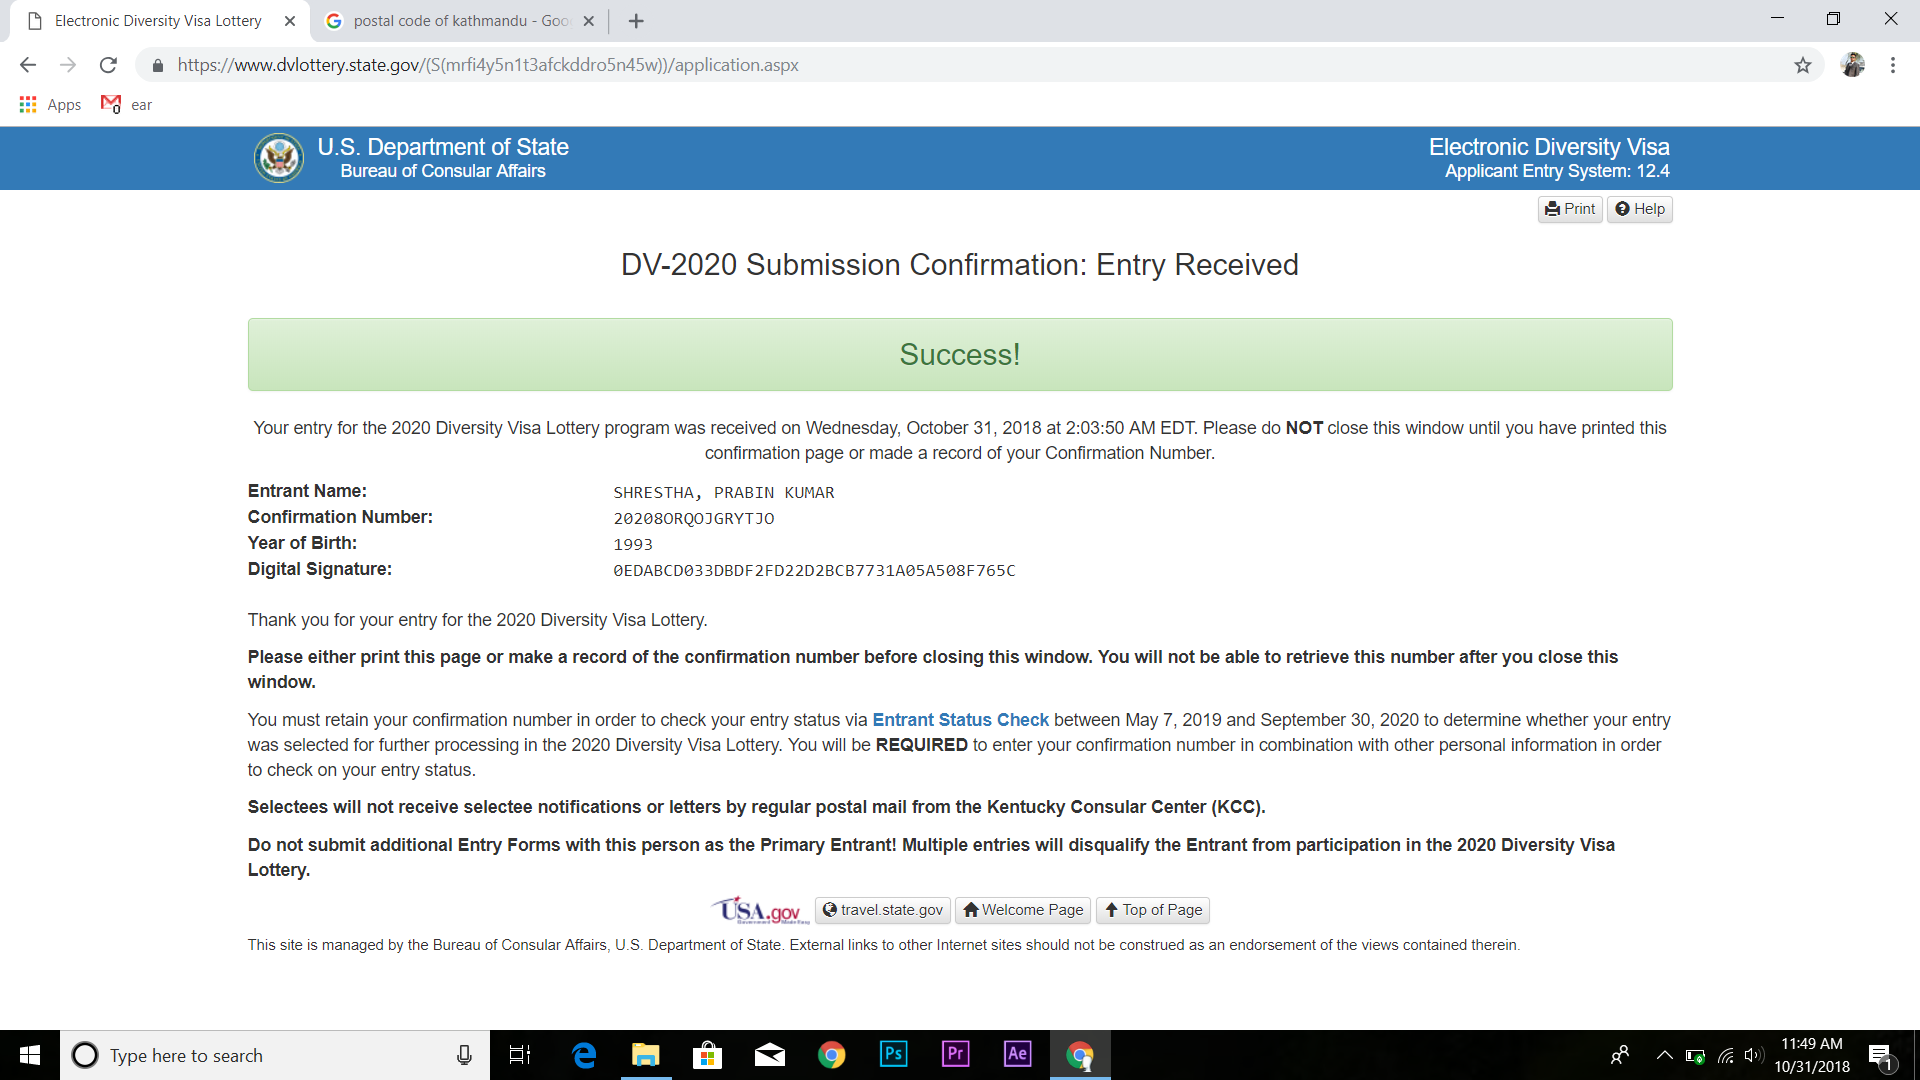 Electronic Diversity Visa Lottery
postal code of kathmandu - Goo
https://www.dvlottery.state.gov/(S(mrfi4y5n1t3afckddro5n45w))/application.aspx
Apps
ear
U.S. Department of State
Bureau of Consular Affairs
Electronic Diversity Visa
Applicant Entry System: 12.4
Print
Help
DV-2020 Submission Confirmation: Entry Received
Success!
Your entry for the 2020 Diversity Visa Lottery program was received on Wednesday, October 31, 2018 at 2:03:50 AM EDT. Please do NOT close this window until you have printed this
confirmation page or made a record of your Confirmation Number.
Entrant Name: SHRESTHA, PRABIN KUMAR
Confirmation Number: 20208ORQOJGRYTJO
Year of Birth: 1993
Digital Signature: 0EDABCD033DBDF2FD22D2BCB7731A05A508F765C
Thank you for your entry for the 2020 Diversity Visa Lottery.
Please either print this page or make a record of the confirmation number before closing this window. You will not be able to retrieve this number after you close this
window.
You must retain your confirmation number in order to check your entry status via Entrant Status Check between May 7, 2019 and September 30, 2020 to determine whether your entry
was selected for further processing in the 2020 Diversity Visa Lottery. You will be REQUIRED to enter your confirmation number in combination with other personal information in order
to check on your entry status.
Selectees will not receive selectee notifications or letters by regular postal mail from the Kentucky Consular Center (KCC).
Do not submit additional Entry Forms with this person as the Primary Entrant! Multiple entries will disqualify the Entrant from participation in the 2020 Diversity Visa
Lottery.
USA.gov
travel.state.gov
Welcome Page
Top of Page
This site is managed by the Bureau of Consular Affairs, U.S. Department of State. External links to other Internet sites should not be construed as an endorsement of the views contained therein.
Type here to search
Ps
Pr
Ae
11:49 AM
10/31/2018
1